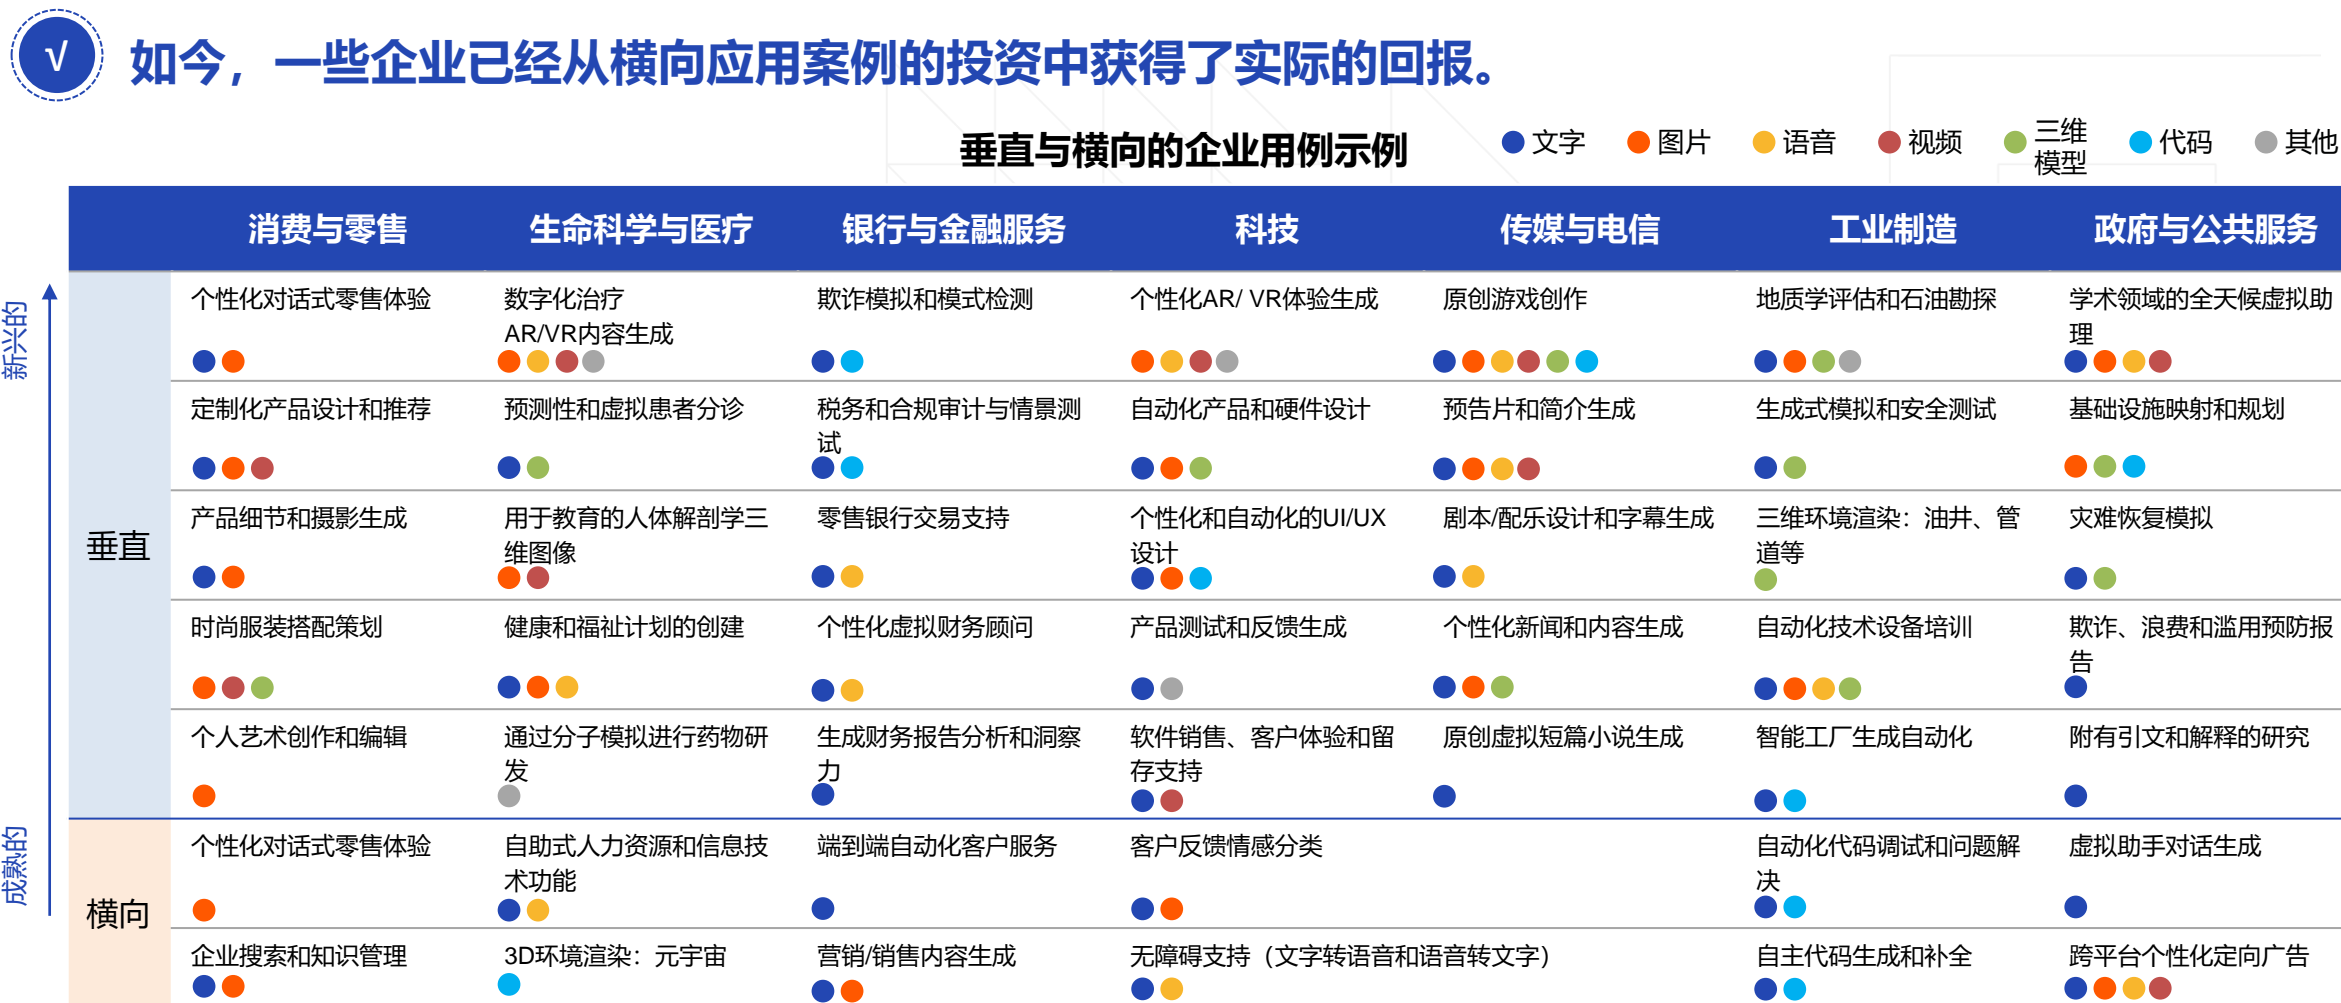 √
如今，一些企业已经从横向应用案例的投资中获得了实际的回报。
垂直与横向的企业用例示例
文字
图片
语音
视频
三维
模型
代码
其他
消费与零售
生命科学与医疗
银行与金融服务
科技
传媒与电信
工业制造
政府与公共服务
新兴的
成熟的
垂直
个性化对话式零售体验
数字化治疗
AR/VR内容生成
欺诈模拟和模式检测
个性化AR/ VR体验生成
原创游戏创作
地质学评估和石油勘探
学术领域的全天候虚拟助
理
定制化产品设计和推荐
预测性和虚拟患者分诊
税务和合规审计与情景测
试
自动化产品和硬件设计
预告片和简介生成
生成式模拟和安全测试
基础设施映射和规划
产品细节和摄影生成
用于教育的人体解剖学三
维图像
零售银行交易支持
个性化和自动化的UI/UX
设计
剧本/配乐设计和字幕生成
三维环境渲染：油井、管
道等
灾难恢复模拟
时尚服装搭配策划
健康和福祉计划的创建
个性化虚拟财务顾问
产品测试和反馈生成
个性化新闻和内容生成
自动化技术设备培训
欺诈、浪费和滥用预防报
告
个人艺术创作和编辑
通过分子模拟进行药物研
发
生成财务报告分析和洞察
力
软件销售、客户体验和留
存支持
原创虚拟短篇小说生成
智能工厂生成自动化
附有引文和解释的研究
横向
个性化对话式零售体验
自助式人力资源和信息技
术功能
端到端自动化客户服务
客户反馈情感分类
自动化代码调试和问题解
决
虚拟助手对话生成
企业搜索和知识管理
3D环境渲染：元宇宙
营销/销售内容生成
无障碍支持（文字转语音和语音转文字）
自主代码生成和补全
跨平台个性化定向广告